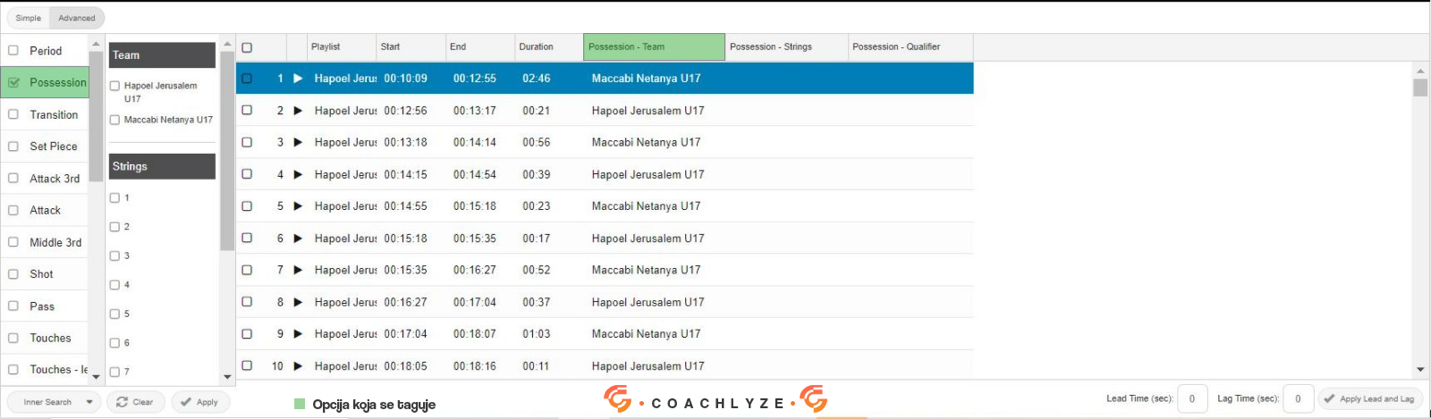 Simple Advanced
Playlist Start End Duration Possession - Team Possession - Strings Possession - Qualifier
Period
Possession
Transition
Set Piece
Attack 3rd
Attack
Middle 3rd
Shot
Pass
Touches
Touches - le
Team
Hapoel Jerusalem
U17
Maccabi Netanya U17
Strings
1
2
3
4
5
6
7
1 Hapoel Jerus 00:10:09 00:12:55 02:46 Maccabi Netanya U17
2 Hapoel Jerus 00:12:56 00:13:17 00:21 Hapoel Jerusalem U17
3 Hapoel Jerus 00:13:18 00:14:14 00:56 Maccabi Netanya U17
4 Hapoel Jerus 00:14:15 00:14:54 00:39 Hapoel Jerusalem U17
5 Hapoel Jerus 00:14:55 00:15:18 00:23 Maccabi Netanya U17
6 Hapoel Jerus 00:15:18 00:15:35 00:17 Hapoel Jerusalem U17
7 Hapoel Jerus 00:15:35 00:16:27 00:52 Maccabi Netanya U17
8 Hapoel Jerus 00:16:27 00:17:04 00:37 Hapoel Jerusalem U17
9 Hapoel Jerus 00:17:04 00:18:07 01:03 Maccabi Netanya U17
10 Hapoel Jerus 00:18:05 00:18:16 00:11 Hapoel Jerusalem U17
Inner Search Clear Apply
Opcija koja se taguje
• COACHLYZE •
Lead Time (sec): 0 Lag Time (sec): 0 Apply Lead and Lag